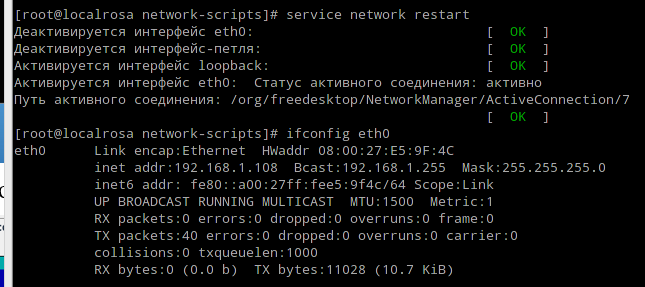 [root@localrosa network-scripts]# service network restart
Деактивируется интерфейс eth0: [ OK ]
Деактивируется интерфейс-петля: [ OK ]
Активируется интерфейс loopback: [ OK ]
Активируется интерфейс eth0: Статус активного соединения: активно
Путь активного соединения: /org/freedesktop/NetworkManager/ActiveConnection/7
[ OK ]
[root@localrosa network-scripts]# ifconfig eth0
eth0 Link encap:Ethernet HWaddr 08:00:27:E5:9F:4C
inet addr:192.168.1.108 Bcast:192.168.1.255 Mask:255.255.255.0
inet6 addr: fe80::a00:27ff:fee5:9f4c/64 Scope:Link
UP BROADCAST RUNNING MULTICAST MTU:1500 Metric:1
RX packets:0 errors:0 dropped:0 overruns:0 frame:0
TX packets:40 errors:0 dropped:0 overruns:0 carrier:0
collisions:0 txqueuelen:1000
RX bytes:0 (0.0 b) TX bytes:11028 (10.7 KiB)